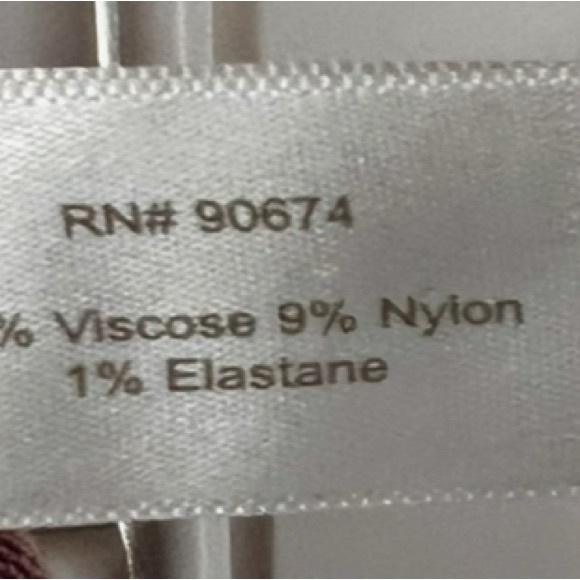 RN# 90674
% Viscose 9% Nylon
1% Elastane